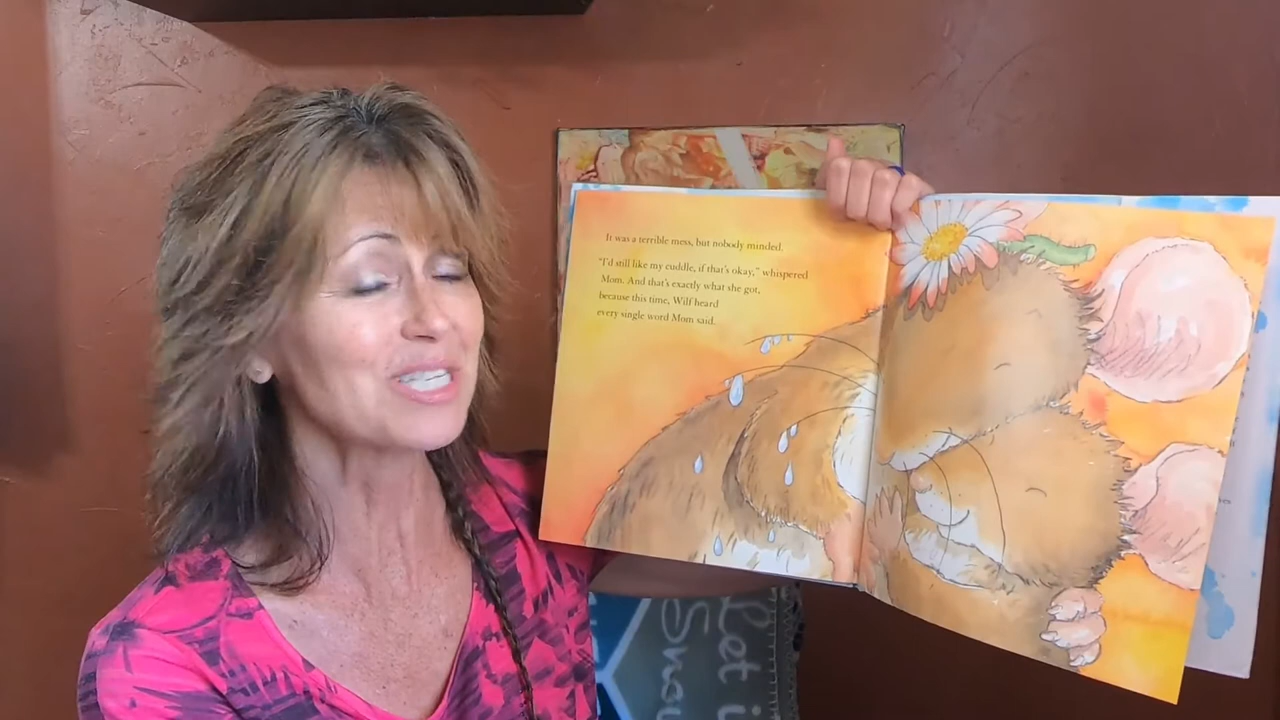 It was a terrible mess, but nobody minded.
"I'd still like my cuddle, if that's okay," whispered
Mom. And that's exactly what she got,
because this time, Wilf heard
every single word Mom said.
Let i
Snow